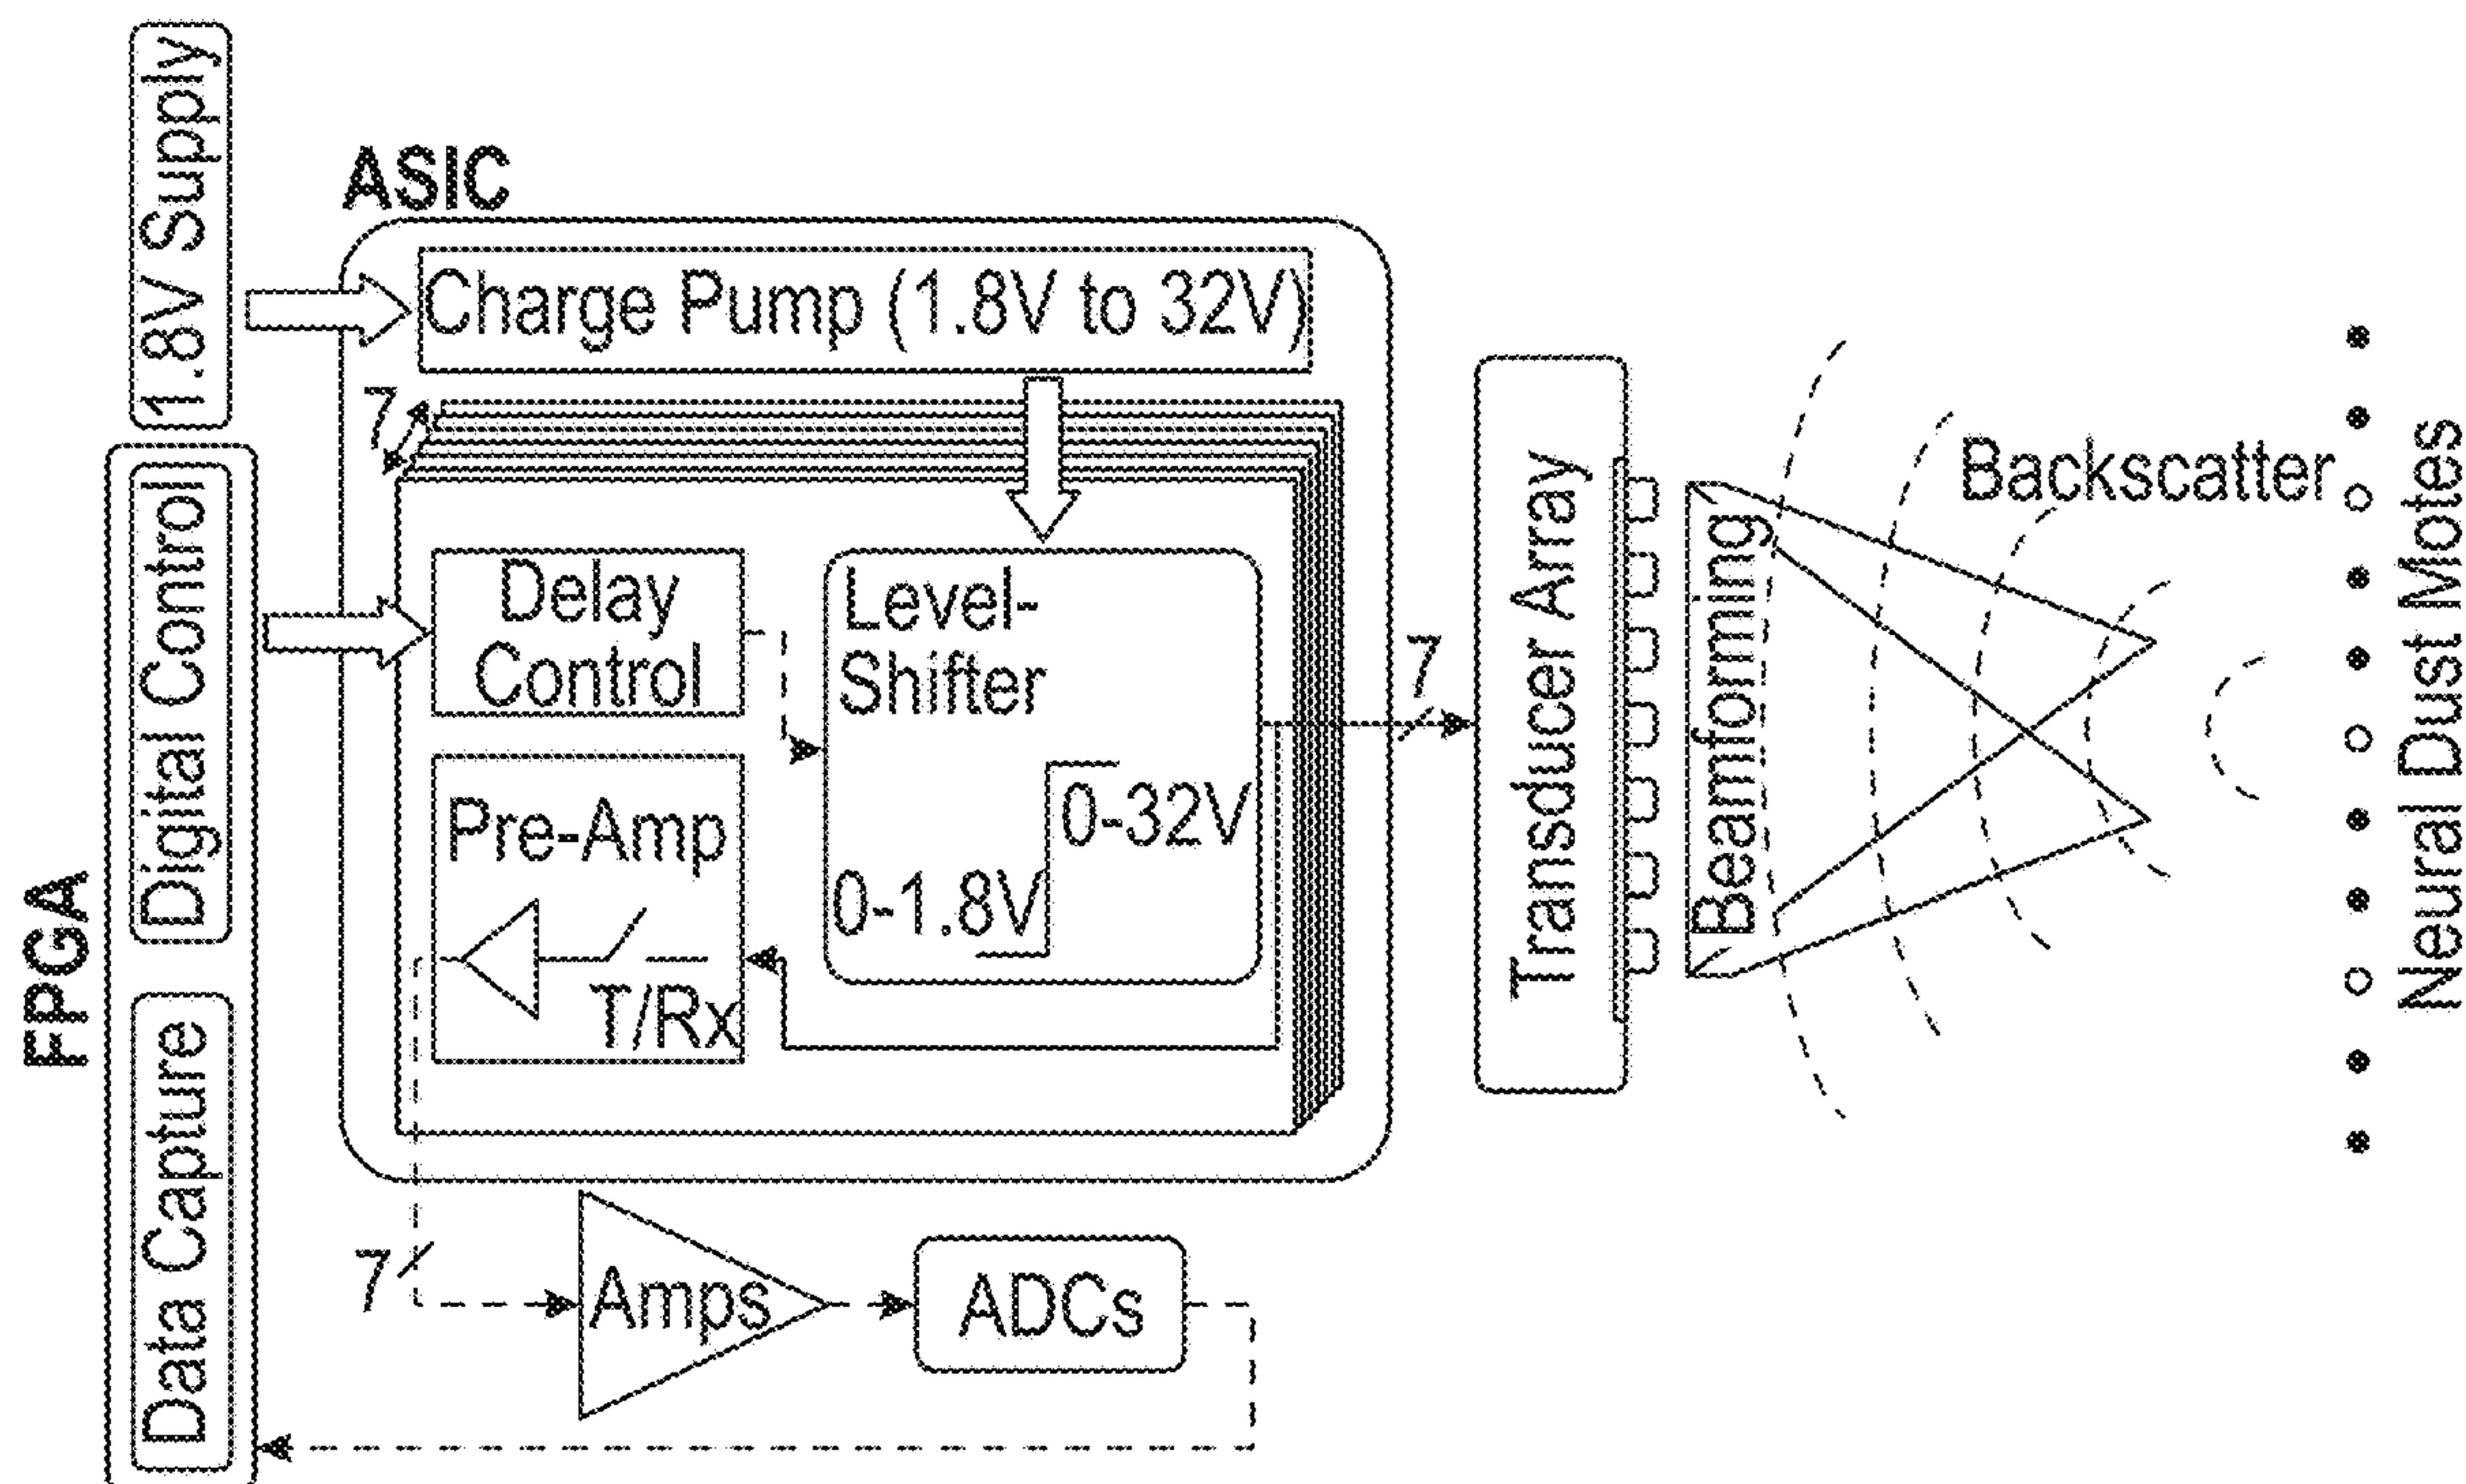 1.8V Supply
ASIC
Charge Pump (1.8V to 32V)
7
FPGA
Digital Control
Data Capture
Delay
Control
Level-
Shifter
0-32V
0-1.8V
Pre-Amp
T/Rx
7
Transducer Array
Beamforming
Backscatter
Neural Dust Motes
7
Amps
ADCs